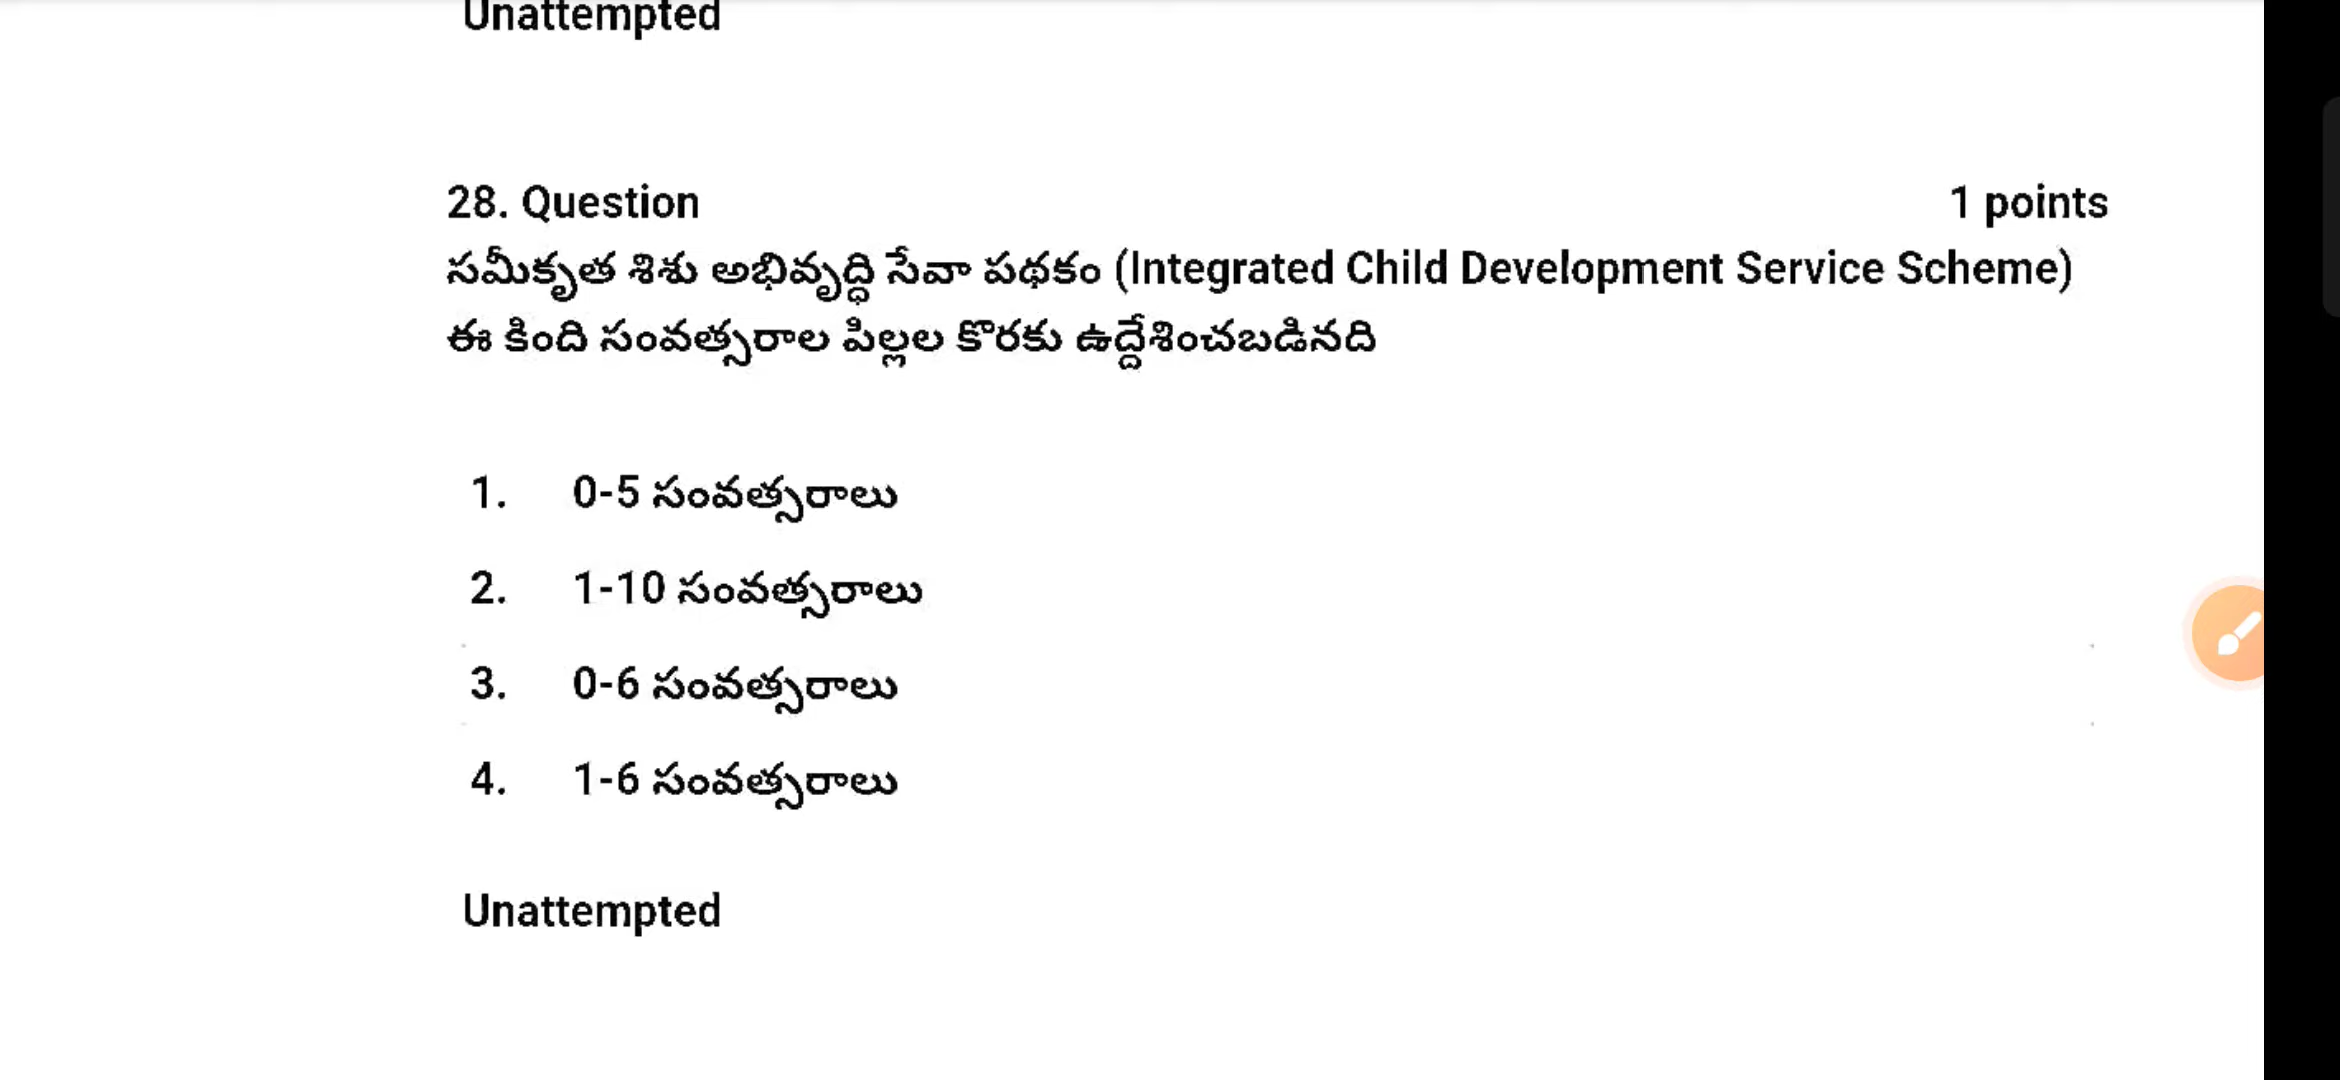 Unattempted
28. Question 1 points
సమీకృత శిశు అభివృద్ధి సేవా పథకం (Integrated Child Development Service Scheme)
ఈ కింది సంవత్సరాల పిల్లల కొరకు ఉద్దేశించబడినది
1. 0-5 సంవత్సరాలు
2. 1-10 సంవత్సరాలు
3. 0-6 సంవత్సరాలు
4. 1-6 సంవత్సరాలు
Unattempted